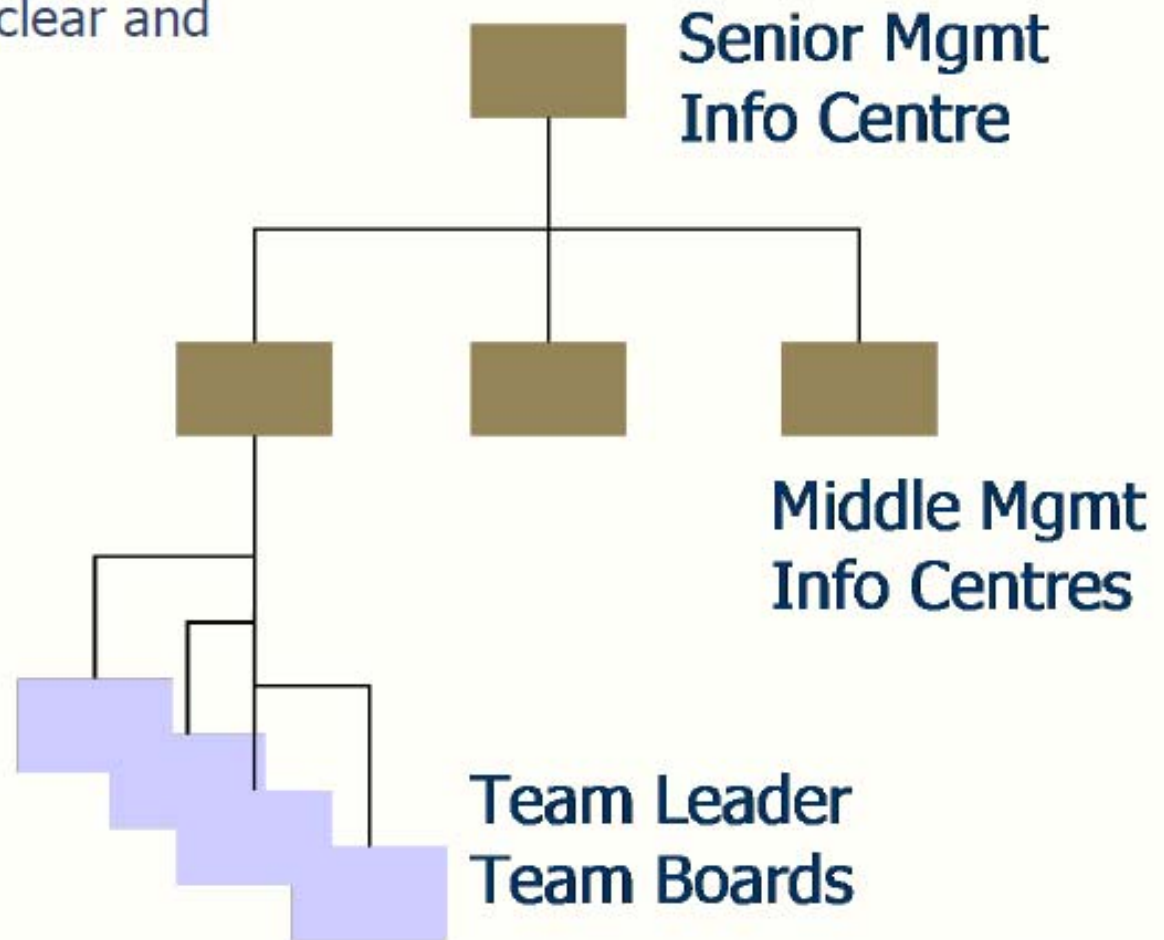 clear and
Senior Mgmt
Info Centre
Middle Mgmt
Info Centres
Team Leader
Team Boards